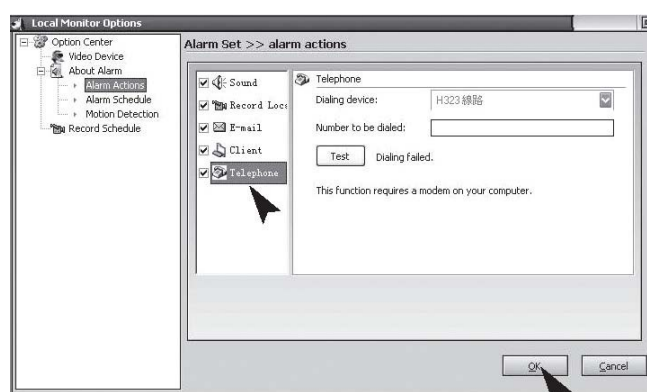 Local Monitor Options
Option Center
Video Device
About Alarm
Alarm Actions
Alarm Schedule
Motion Detection
Record Schedule
Alarm Set >> alarm actions
Sound
Record Loca
E-mail
Client
Telephone
Telephone
Dialing device:
H323 線路
Number to be dialed:
Test
Dialing failed.
This function requires a modem on your computer.
OK
Cancel